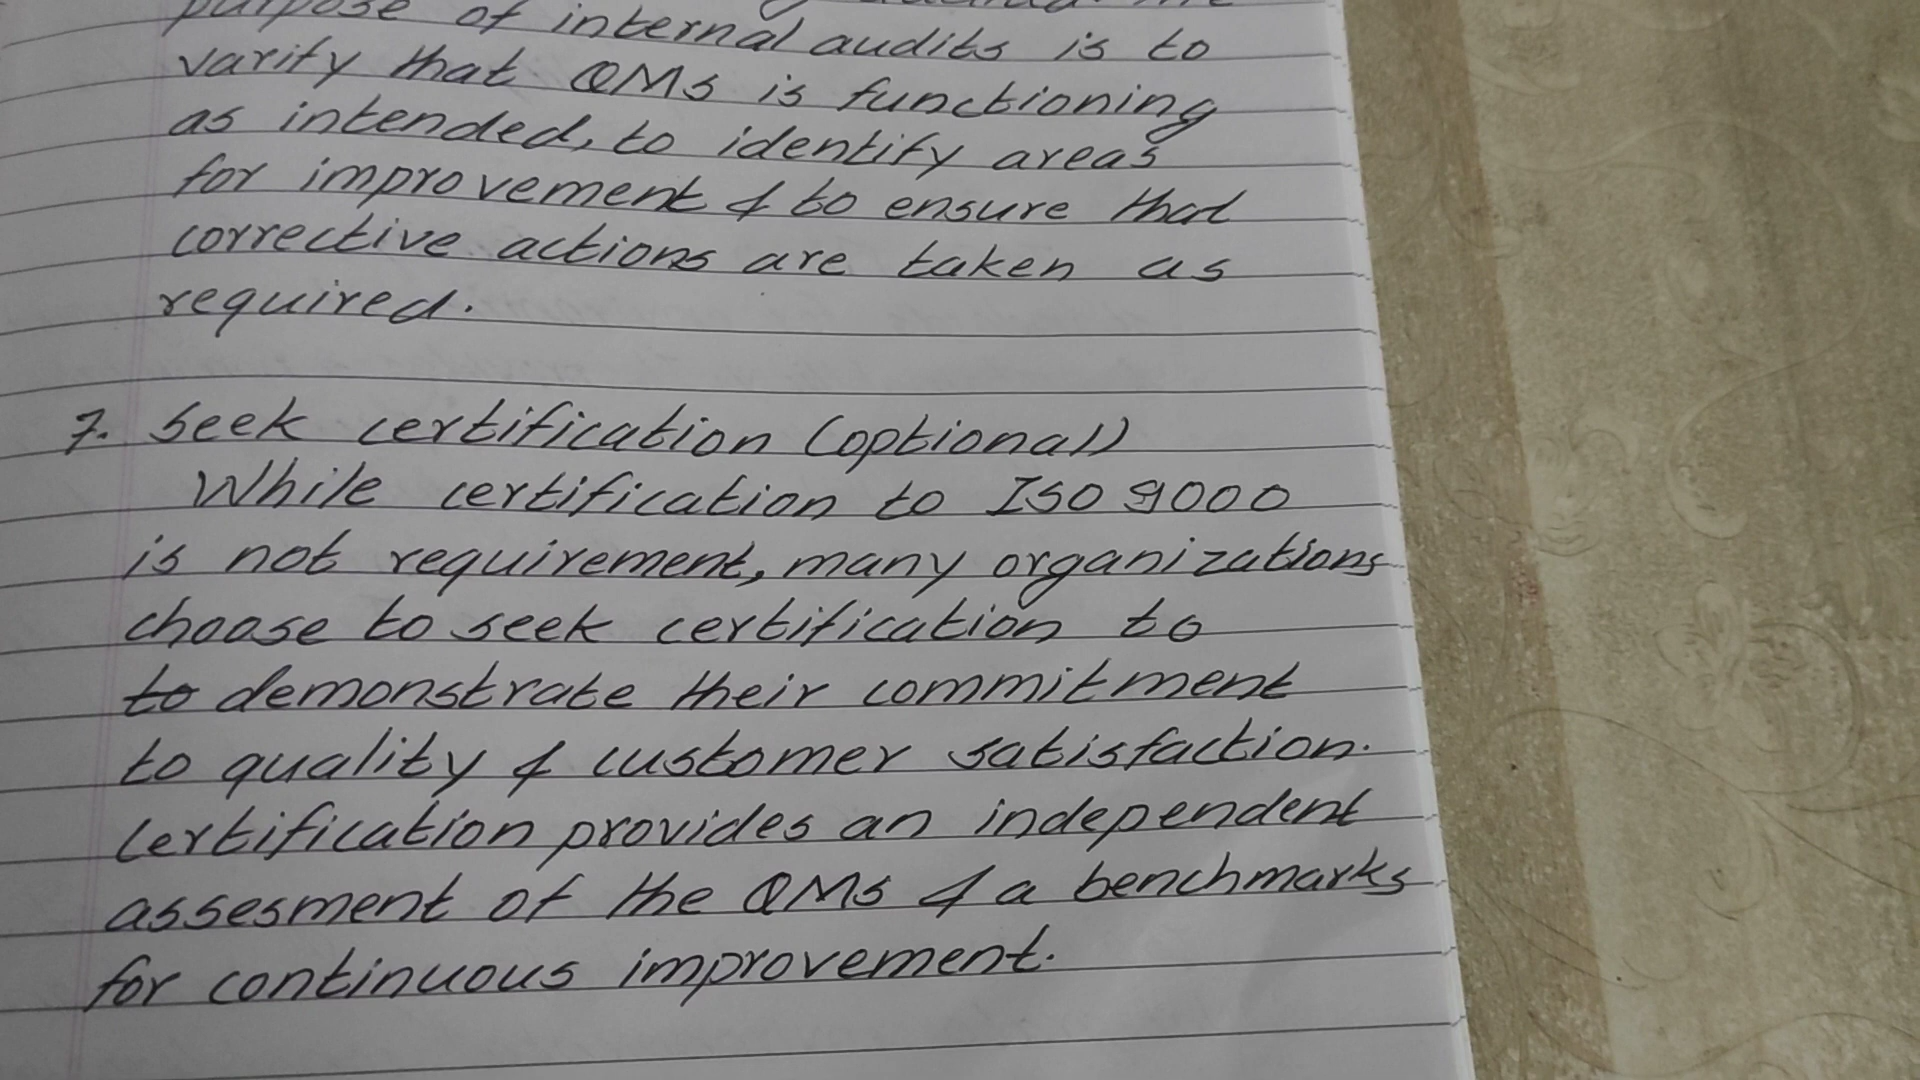 purpose of internal audits is to
varify that QMS is functioning
as intended, to identify areas
for improvement & to ensure that
corrective actions are taken as
required.
7. Seek certification (optional)
While certification to ISO 9000
is not requirement, many organizations
choose to seek certification to
to demonstrate their commitment
to quality & customer satisfaction.
Certification provides an independent
assesment of the QMS & a benchmarks
for continuous improvement.